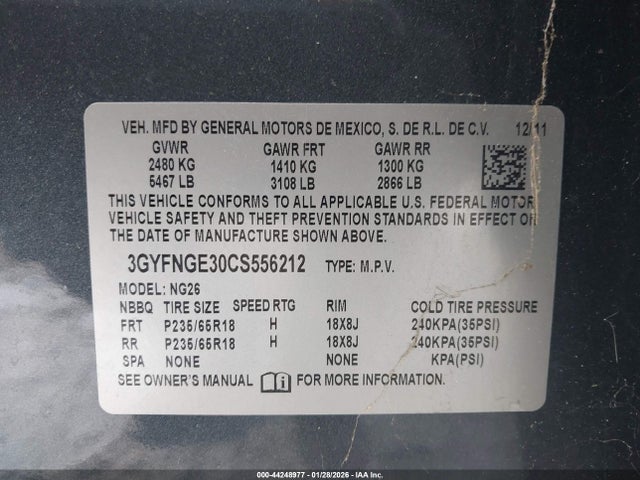 VEH. MFD BY GENERAL MOTORS DE MEXICO, S. DE R.L. DE C.V. 12/11
GVWR GAWR FRT GAWR RR
2480 KG 1410 KG 1300 KG
5467 LB 3108 LB 2866 LB
THIS VEHICLE CONFORMS TO ALL APPLICABLE U.S. FEDERAL MOTOR
VEHICLE SAFETY AND THEFT PREVENTION STANDARDS IN EFFECT ON
THE DATE OF MANUFACTURE SHOWN ABOVE.
3GYFNGE30CS556212 TYPE: M.P.V.
MODEL: NG26
NBBQ TIRE SIZE SPEED RTG RIM COLD TIRE PRESSURE
FRT P235/65R18 H 18X8J 240KPA(35PSI)
RR P235/65R18 H 18X8J 240KPA(35PSI)
SPA NONE NONE KPA(PSI)
SEE OWNER'S MANUAL FOR MORE INFORMATION.
000-44248977 - 01/28/2026 - IAA Inc.